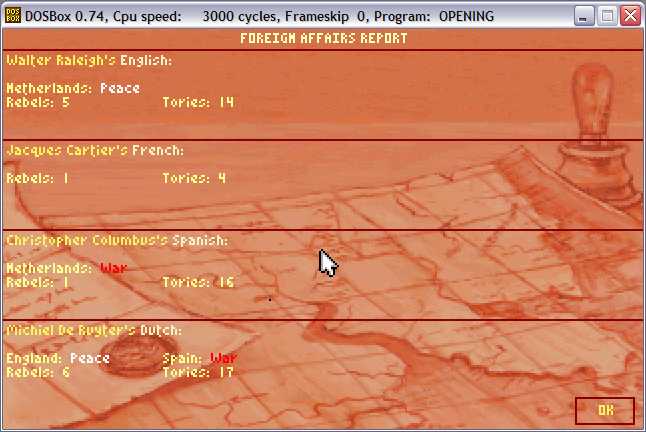 DOSBox 0.74, Cpu speed: 3000 cycles, Frameskip 0, Program: OPENING
FOREIGN AFFAIRS REPORT
Walter Raleigh's English:
Netherlands: Peace
Rebels: 5 Tories: 14
Jacques Cartier's French:
Rebels: 1 Tories: 4
Christopher Columbus's Spanish:
Netherlands: War
Rebels: 1 Tories: 16
Michiel De Ruyter's Dutch:
England: Peace Spain: War
Rebels: 6 Tories: 17
OK